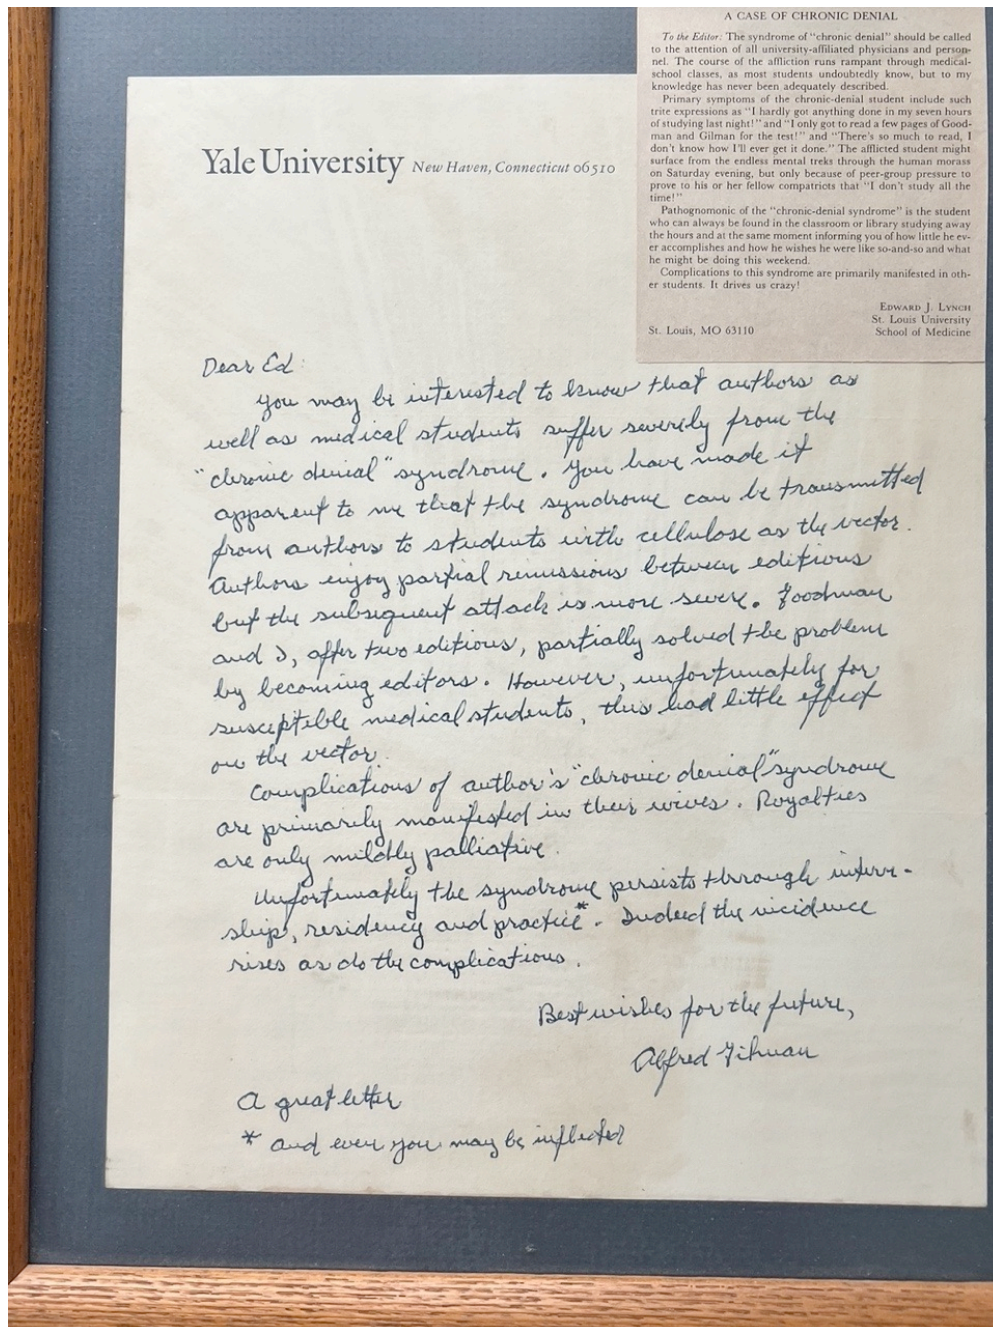 A CASE OF CHRONIC DENIAL
To the Editor: The syndrome of "chronic denial" should be called
to the attention of all university-affiliated physicians and person-
nel. The course of the affliction runs rampant through medical-
school classes, as most students undoubtedly know, but to my
knowledge has never been adequately described.
Primary symptoms of the chronic-denial student include such
trite expressions as "I hardly got anything done in my seven hours
of studying last night!" and "I only got to read a few pages of Good-
man and Gilman for the test!" and "There's so much to read, I
don't know how I'll ever get it done." The afflicted student might
surface from the endless mental treks through the human morass
on Saturday evening, but only because of peer-group pressure to
prove to his or her fellow compatricts that "I don't study all the
time!"
Pathognomonic of the "chronic-denial syndrome" is the student
who can always be found in the classroom or library studying away
the hours and at the same moment informing you of how little he ev-
er accomplishes and how he wishes he were like so-and-so and what
he might be doing this weekend.
Complications to this syndrome are primarily manifested in oth-
er students. It drives us crazy!
EDWARD J. LYNCH
St. Louis University
St. Louis, MO 63110 School of Medicine
Yale University New Haven, Connecticut 06510
Dear Ed
You may be interested to know that authors as
well as medical students suffer severely from the
"chronic denial" syndrome. You have made it
apparent to me that the syndrome can be transmitted
from authors to students with cellulose as the vector.
Authors enjoy partial remissions between editions
but the subsequent attack is more severe. Goodman
and I, after two editions, partially solved the problem
by becoming editors. However, unfortunately for
susceptible medical students, this had little effect
on the vector.
Complications of author's "chronic denial" syndrome
are primarily manifested in their wives. Royalties
are only mildly palliative.
Unfortunately the syndrome persists through intern-
ship, residency and practice*. Indeed the incidence
rises as do the complications.
Best wishes for the future,
Alfred Gilman
A great letter
* and even you may be inflected